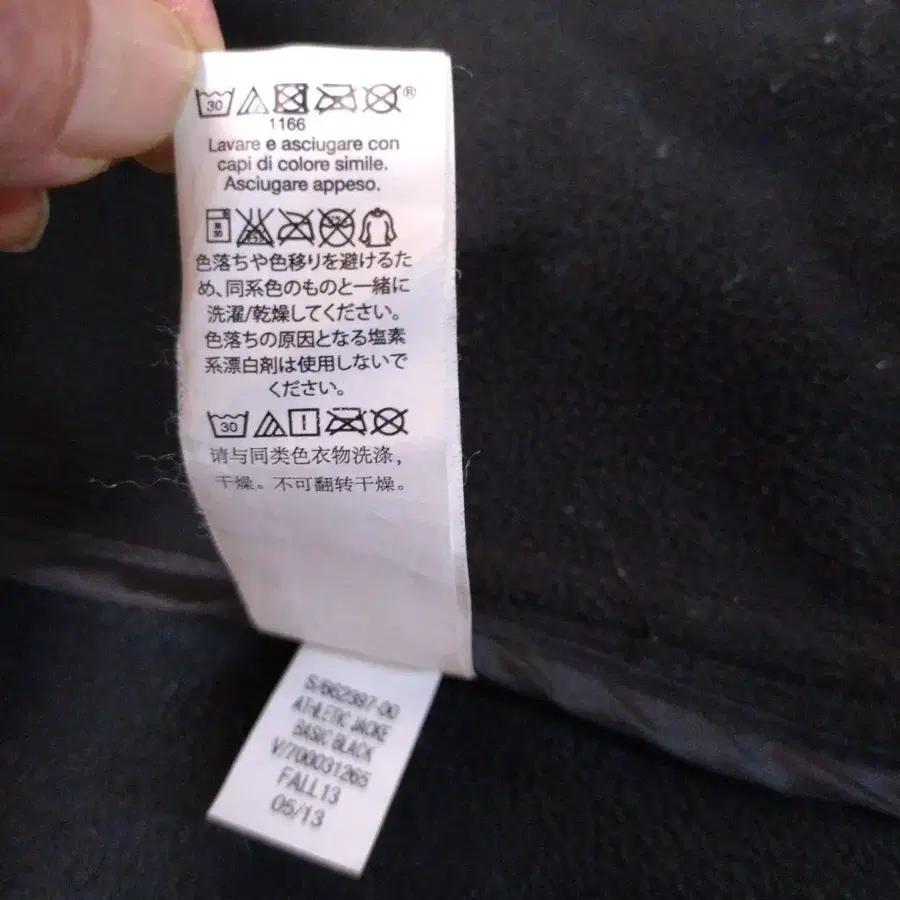 30 ®
1166
Lavare e asciugare con
capi di colore simile.
Asciugare appeso.
色落ちや色移りを避けるた
め、同系色のものと一緒に
洗濯/乾燥してください。
色落ちの原因となる塩素
系漂白剤は使用しないで
ください。
30
请与同类色衣物洗涤，
干燥。不可翻转干燥。
S/662397-00
ATHLETIC JACKE
BASIC BLACK
V/700031265
FALL13
05/13